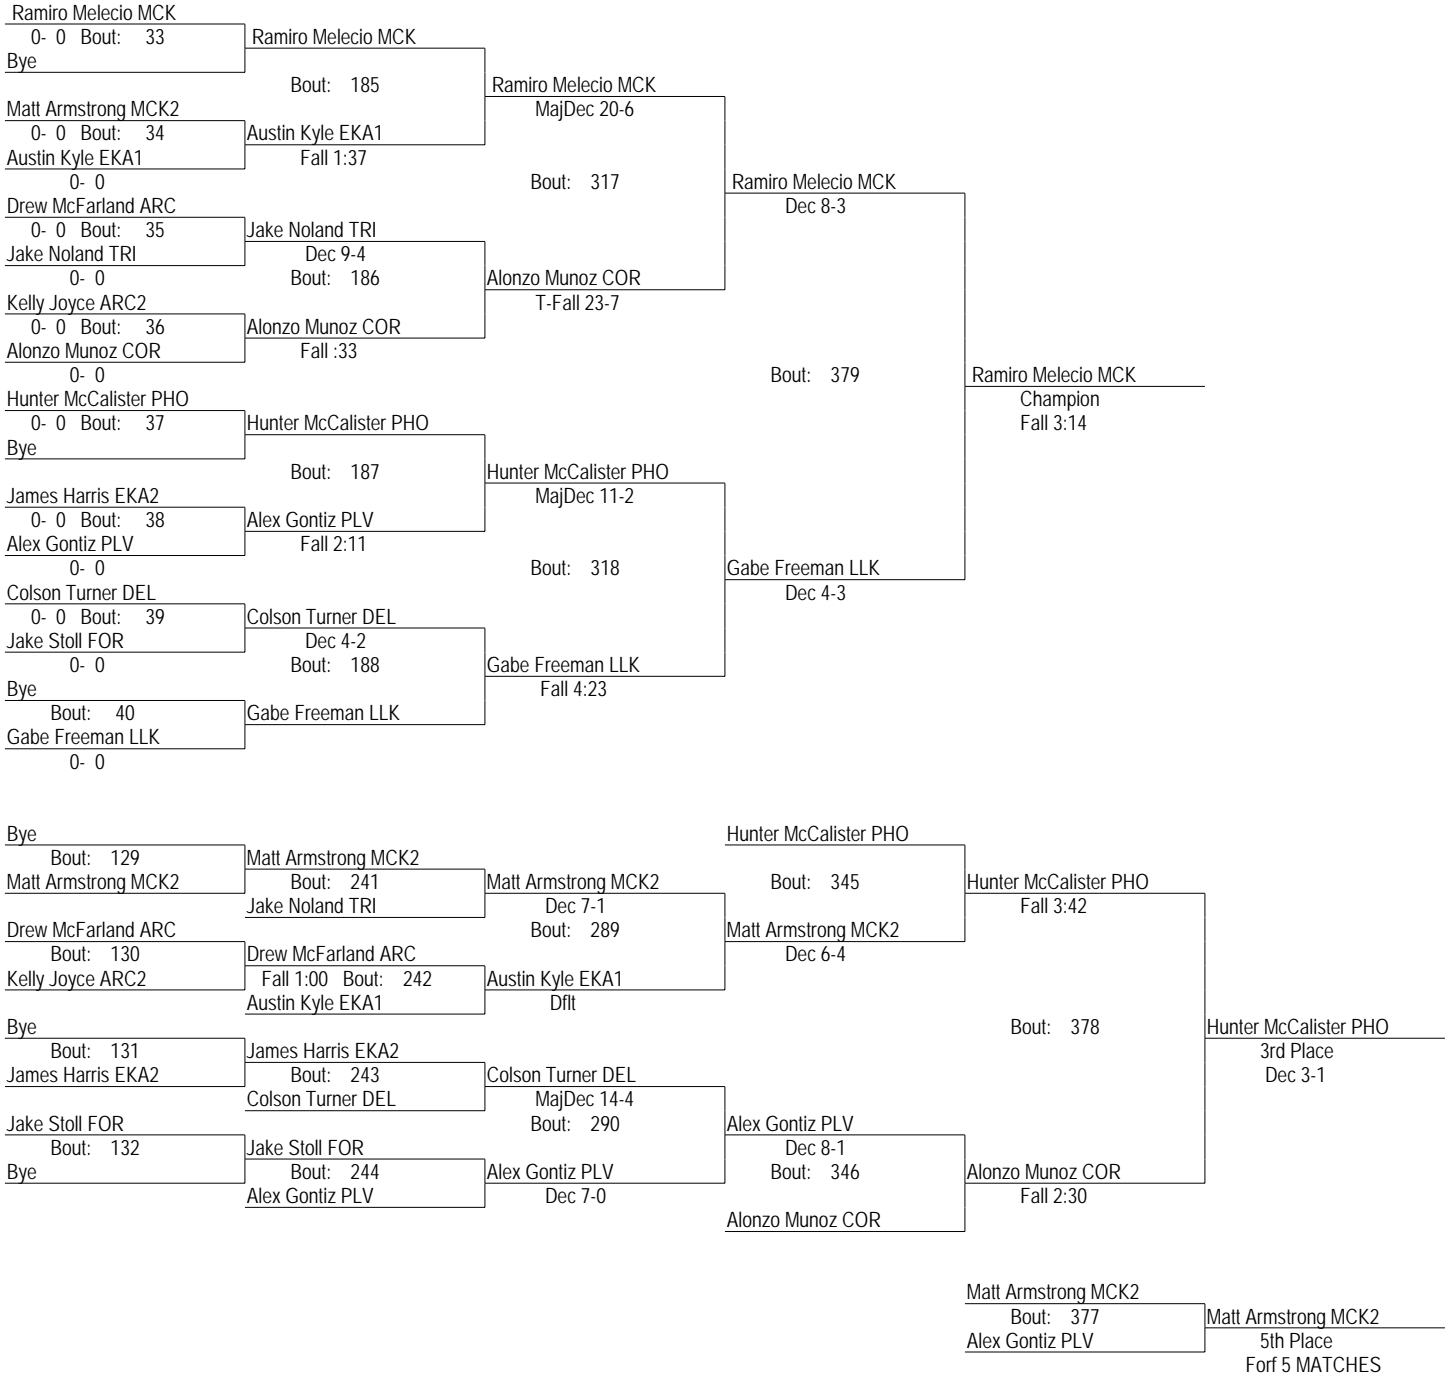 Ramiro Melecio MCK
0- 0 Bout: 33
Bye
Ramiro Melecio MCK
Bout: 185
Matt Armstrong MCK2
0- 0 Bout: 34
Austin Kyle EKA1
0- 0
Austin Kyle EKA1
Fall 1:37
Ramiro Melecio MCK
MajDec 20-6
Bout: 317
Drew McFarland ARC
0- 0 Bout: 35
Jake Noland TRI
0- 0
Jake Noland TRI
Dec 9-4
Bout: 186
Kelly Joyce ARC2
0- 0 Bout: 36
Alonzo Munoz COR
0- 0
Alonzo Munoz COR
Fall :33
Alonzo Munoz COR
T-Fall 23-7
Ramiro Melecio MCK
Dec 8-3
Bout: 379
Ramiro Melecio MCK
Champion
Fall 3:14
Hunter McCalister PHO
0- 0 Bout: 37
Bye
Hunter McCalister PHO
Bout: 187
James Harris EKA2
0- 0 Bout: 38
Alex Gontiz PLV
0- 0
Alex Gontiz PLV
Fall 2:11
Hunter McCalister PHO
MajDec 11-2
Bout: 318
Colson Turner DEL
0- 0 Bout: 39
Jake Stoll FOR
0- 0
Colson Turner DEL
Dec 4-2
Bout: 188
Bye
Bout: 40
Gabe Freeman LLK
0- 0
Gabe Freeman LLK
Gabe Freeman LLK
Fall 4:23
Gabe Freeman LLK
Dec 4-3
Bye
Bout: 129
Matt Armstrong MCK2
Matt Armstrong MCK2
Bout: 241
Jake Noland TRI
Matt Armstrong MCK2
Dec 7-1
Bout: 289
Drew McFarland ARC
Bout: 130
Kelly Joyce ARC2
Drew McFarland ARC
Fall 1:00 Bout: 242
Austin Kyle EKA1
Austin Kyle EKA1
Dflt
Hunter McCalister PHO
Bout: 345
Matt Armstrong MCK2
Dec 6-4
Hunter McCalister PHO
Fall 3:42
Bout: 378
Bye
Bout: 131
James Harris EKA2
James Harris EKA2
Bout: 243
Colson Turner DEL
Colson Turner DEL
MajDec 14-4
Bout: 290
Jake Stoll FOR
Bout: 132
Bye
Jake Stoll FOR
Bout: 244
Alex Gontiz PLV
Alex Gontiz PLV
Dec 7-0
Alex Gontiz PLV
Dec 8-1
Bout: 346
Alonzo Munoz COR
Alonzo Munoz COR
Fall 2:30
Hunter McCalister PHO
3rd Place
Dec 3-1
Matt Armstrong MCK2
Bout: 377
Alex Gontiz PLV
Matt Armstrong MCK2
5th Place
Forf 5 MATCHES